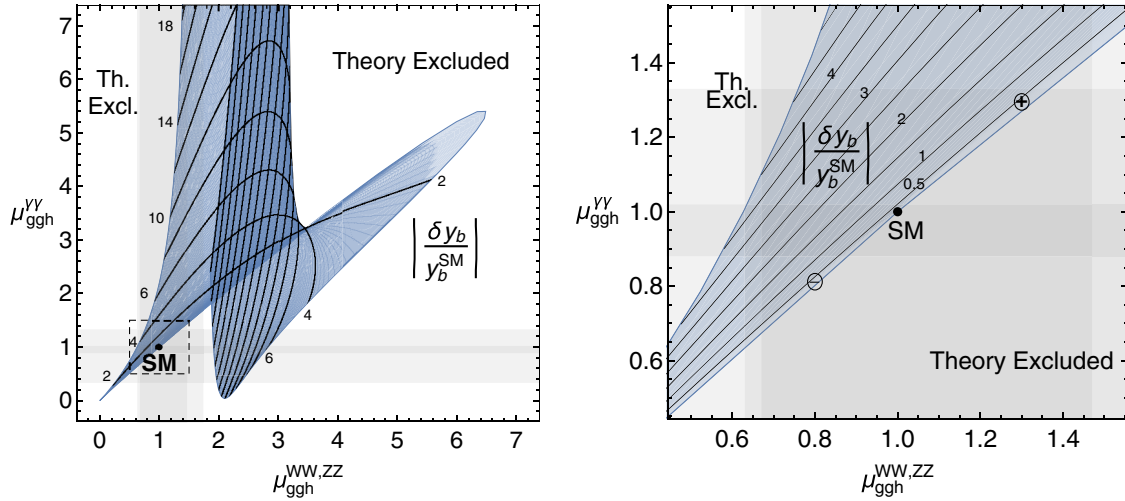 7
6
5
4
3
2
1
0
μ_ggh^γγ
18
14
10
6
4
2
Th.
Excl.
Theory Excluded
2
4
6
|δy_b / y_b^SM|
SM
0 1 2 3 4 5 6 7
μ_ggh^WW,ZZ
1.4
1.2
1.0
0.8
0.6
μ_ggh^γγ
Th.
Excl.
4
3
2
1
0.5
|δy_b / y_b^SM|
+
SM
−
Theory Excluded
0.6 0.8 1.0 1.2 1.4
μ_ggh^WW,ZZ